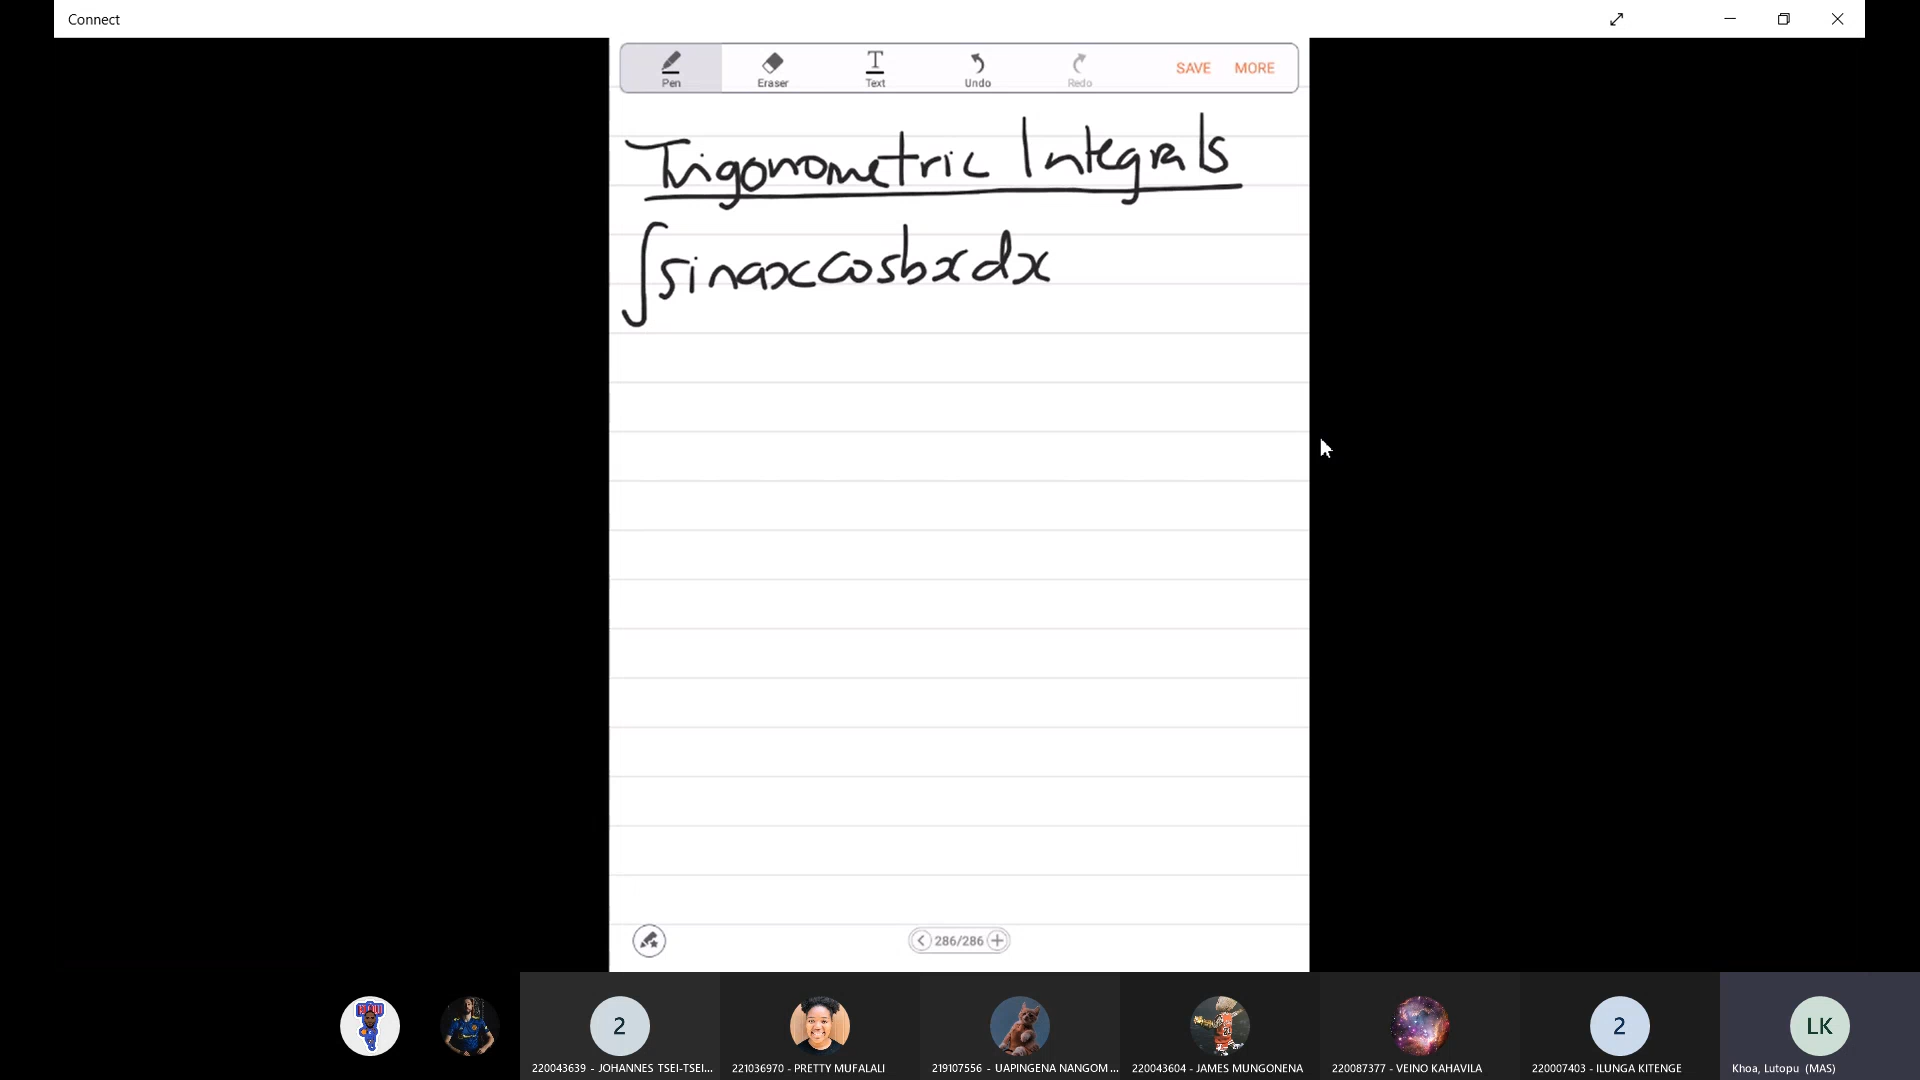 Connect
Pen Eraser Text Undo Redo SAVE MORE
Trigonometric Integrals
∫sinaxcosbxdx
286/286
2 2 LK
220043639 - JOHANNES TSEI-TSEI... 221036970 - PRETTY MUFALALI 219107556 - UAPINGENA NANGOM... 220043604 - JAMES MUNGONENA 220087377 - VEINO KAHAVILA 220007403 - ILUNGA KITENGE Khoa, Lutopu (MAS)